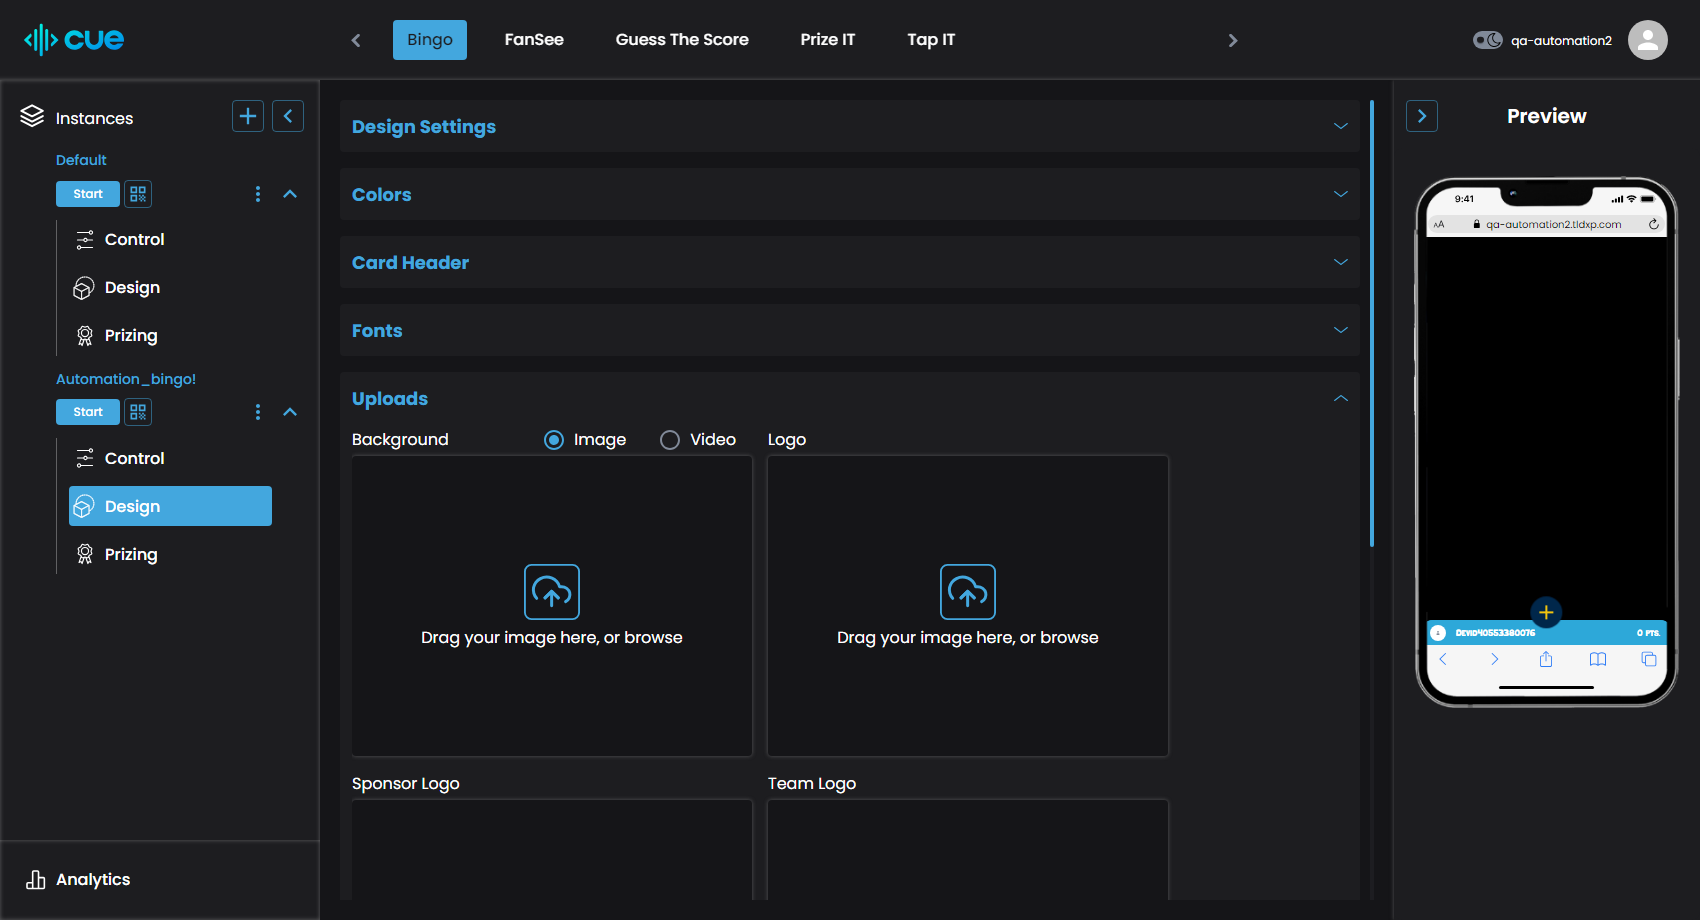 cue
Bingo
FanSee
Guess The Score
Prize IT
Tap IT
qa-automation2
Instances
Default
Start
Control
Design
Prizing
Automation_bingo!
Start
Control
Design
Prizing
Analytics
Design Settings
Colors
Card Header
Fonts
Uploads
Background
Image
Video
Logo
Drag your image here, or browse
Drag your image here, or browse
Sponsor Logo
Team Logo
Preview
9:41
AA
qa-automation2.tldxp.com
0 PTS.